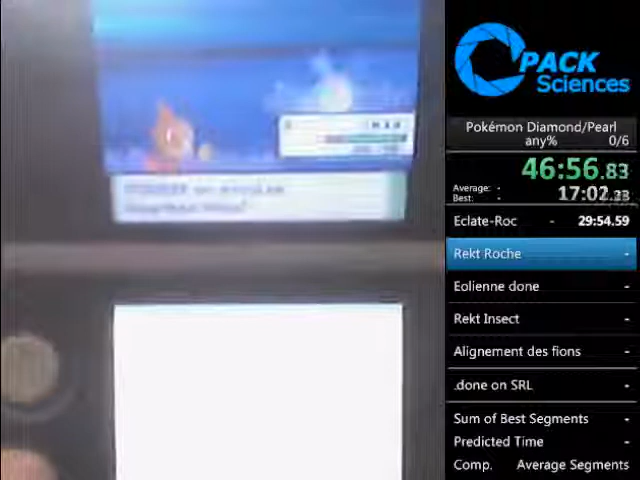 PACK
Sciences
Pokémon Diamond/Pearl
any% 0/6
46:56.83
Average: -
Best: - 17:02
Eclate-Roc - 29:54.59
Rekt Roche -
Eolienne done -
Rekt Insect -
Alignement des fions -
.done on SRL -
Sum of Best Segments -
Predicted Time -
Comp. Average Segments